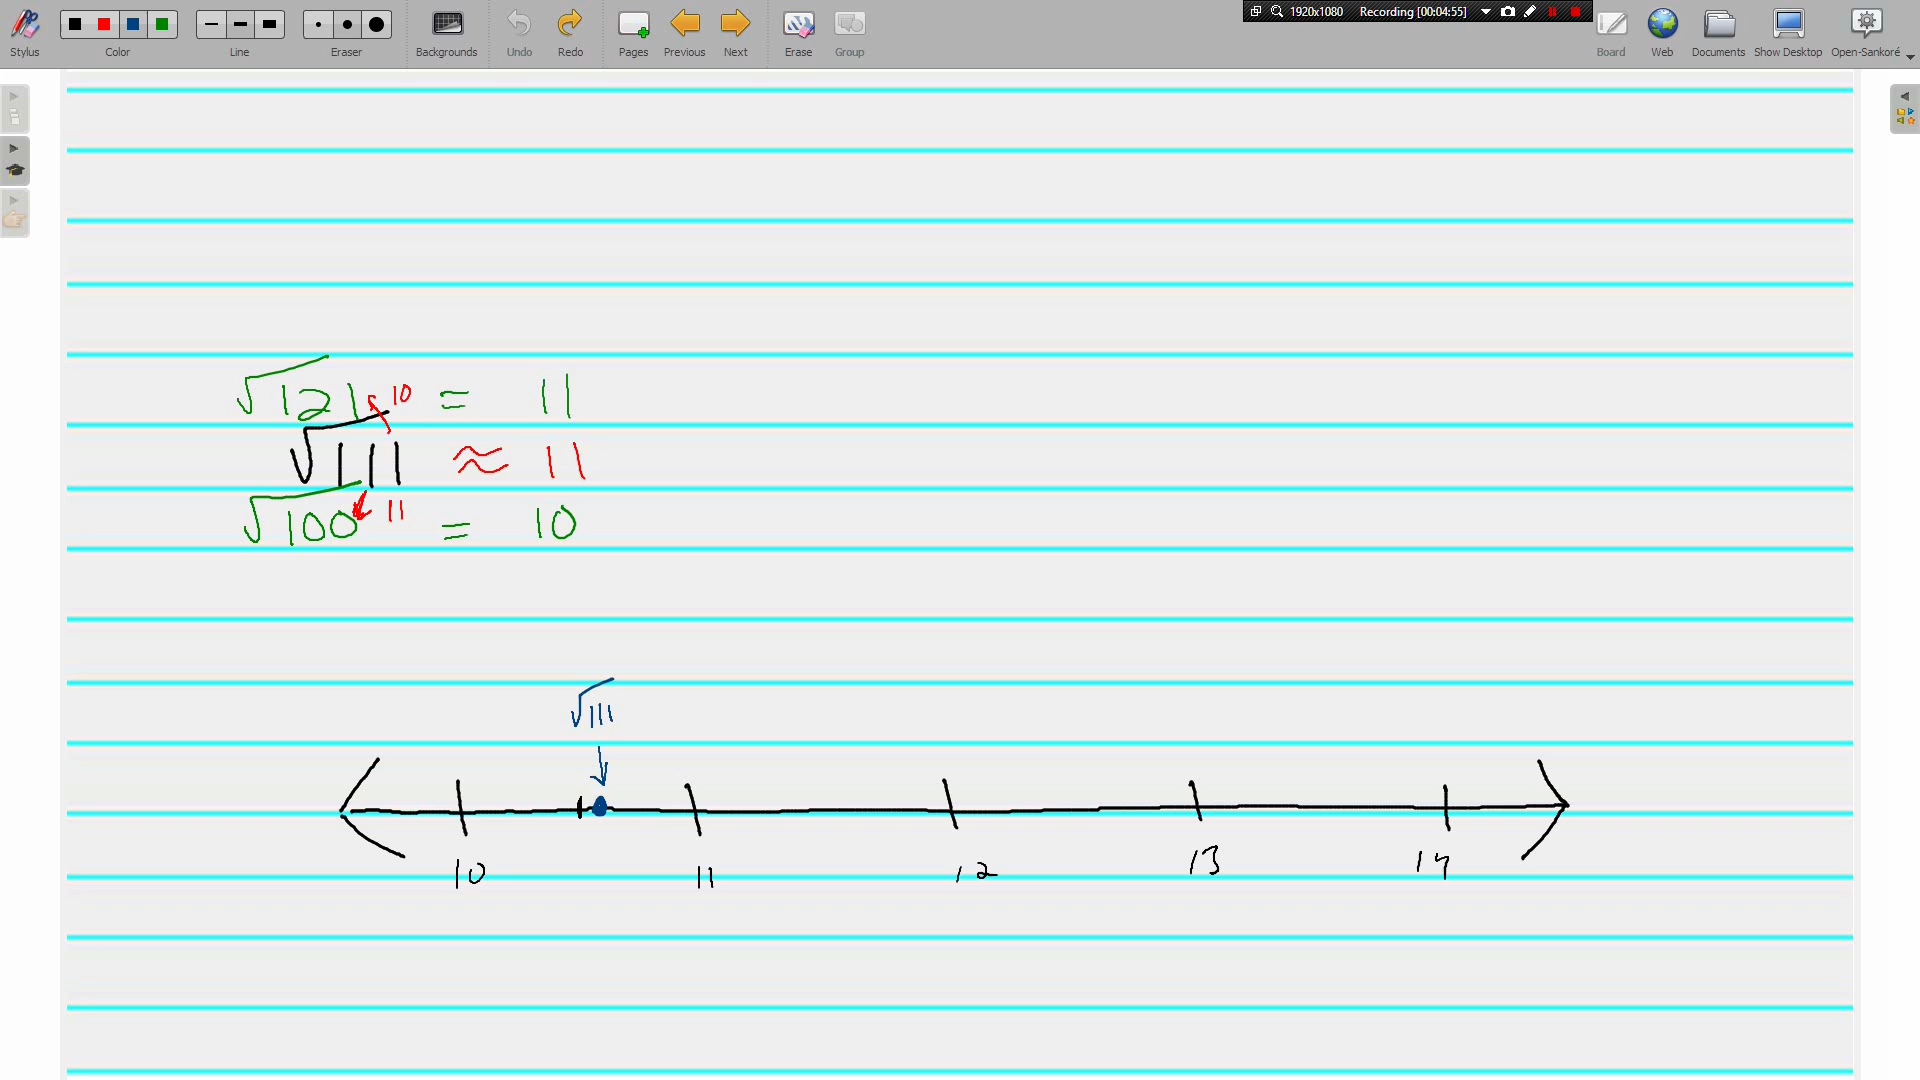 1920x1080 Recording [00:04:55]
Stylus Color Line Eraser Backgrounds Undo Redo Pages Previous Next Erase Group Board Web Documents Show Desktop Open-Sankoré
√121 = 11
10
√111 ≈ 11
11
√100 = 10
√111
10 11 12 13 14